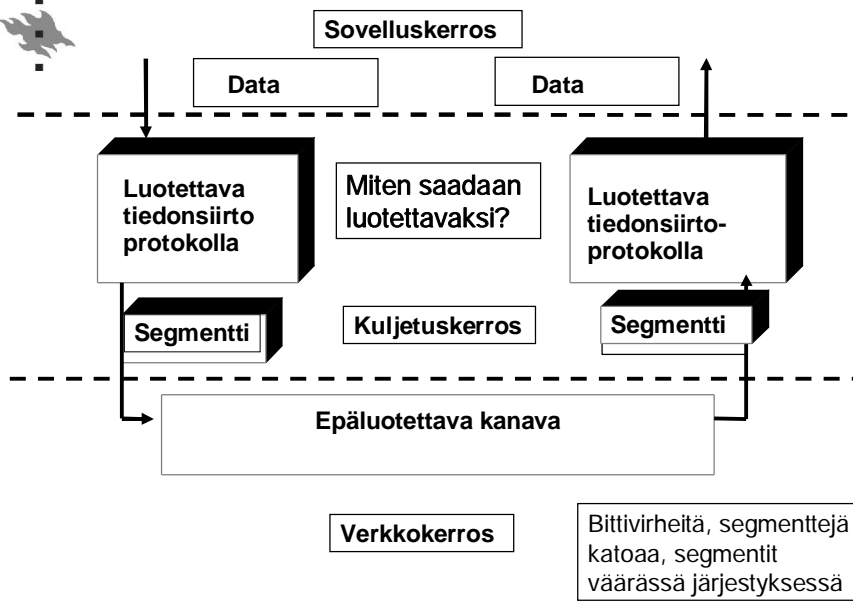 Sovelluskerros
Data
Data
Luotettava
tiedonsiirto
protokolla
Miten saadaan
luotettavaksi?
Luotettava
tiedonsiirto-
protokolla
Segmentti
Kuljetuskerros
Segmentti
Epäluotettava kanava
Verkkokerros
Bittivirheitä, segmenttejä
katoaa, segmentit
väärässä järjestyksessä